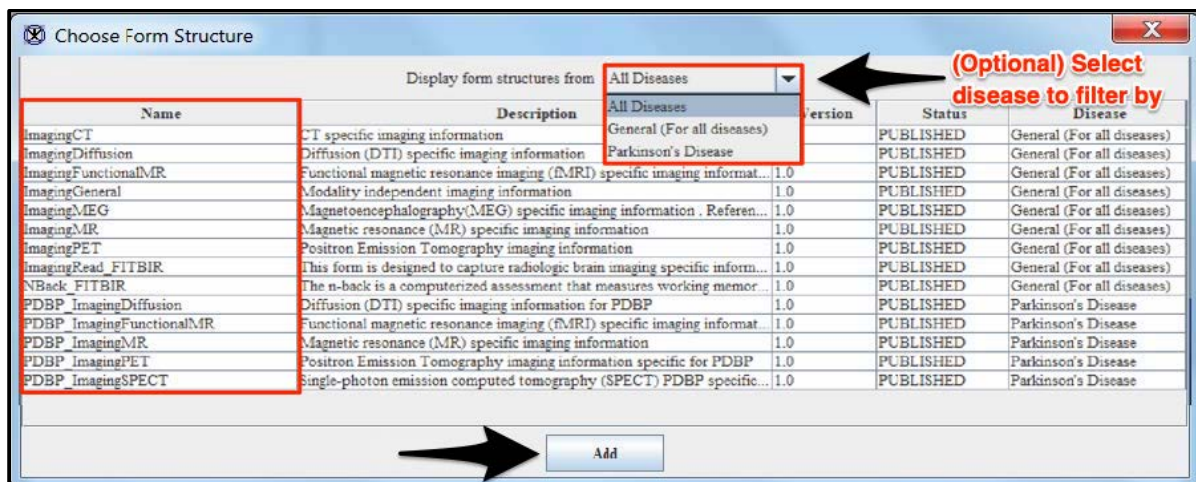 Choose Form Structure
X
Display form structures from All Diseases
(Optional) Select
disease to filter by
All Diseases
General (For all diseases)
Parkinson's Disease
Name Description Version Status Disease
ImagingCT CT specific imaging information PUBLISHED General (For all diseases)
ImagingDiffusion Diffusion (DTI) specific imaging information PUBLISHED General (For all diseases)
ImagingFunctionalMR Functional magnetic resonance imaging (fMRI) specific imaging informat... 1.0 PUBLISHED General (For all diseases)
ImagingGeneral Modality independent imaging information 1.0 PUBLISHED General (For all diseases)
ImagingMEG Magnetoencephalography(MEG) specific imaging information . Referen... 1.0 PUBLISHED General (For all diseases)
ImagingMR Magnetic resonance (MR) specific imaging information 1.0 PUBLISHED General (For all diseases)
ImagingPET Positron Emission Tomography imaging information 1.0 PUBLISHED General (For all diseases)
ImagingRead_FITBIR This form is designed to capture radiologic brain imaging specific inform... 1.0 PUBLISHED General (For all diseases)
NBack_FITBIR The n-back is a computerized assessment that measures working memor... 1.0 PUBLISHED General (For all diseases)
PDBP_ImagingDiffusion Diffusion (DTI) specific imaging information for PDBP 1.0 PUBLISHED Parkinson's Disease
PDBP_ImagingFunctionalMR Functional magnetic resonance imaging (fMRI) specific imaging informat... 1.0 PUBLISHED Parkinson's Disease
PDBP_ImagingMR Magnetic resonance (MR) specific imaging information 1.0 PUBLISHED Parkinson's Disease
PDBP_ImagingPET Positron Emission Tomography imaging information specific for PDBP 1.0 PUBLISHED Parkinson's Disease
PDBP_ImagingSPECT Single-photon emission computed tomography (SPECT) PDBP specific... 1.0 PUBLISHED Parkinson's Disease
Add